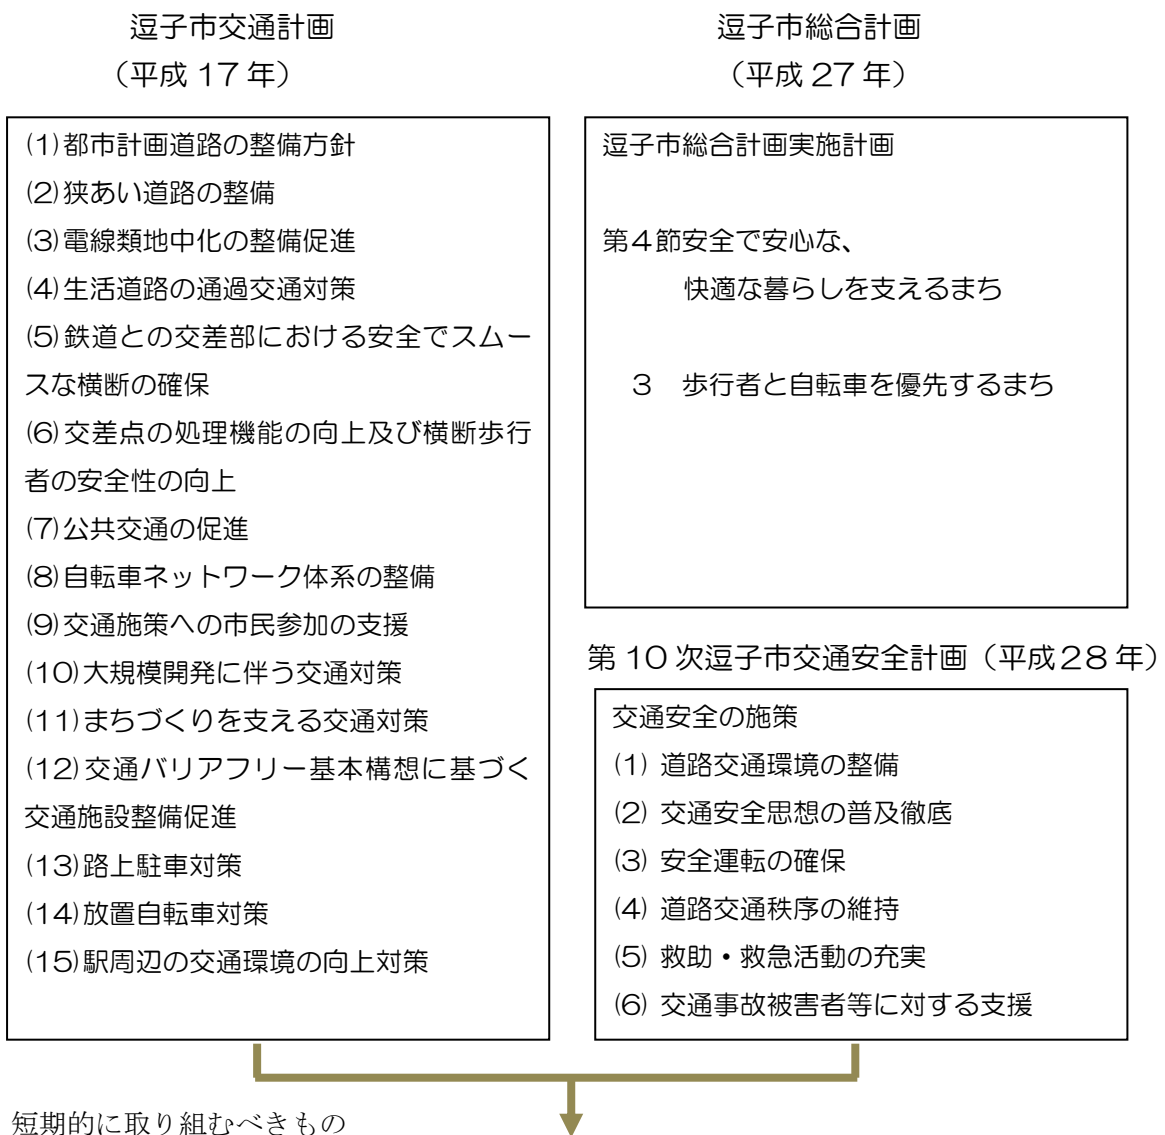 逗子市交通計画
（平成 17 年）
(1)都市計画道路の整備方針
(2)狭あい道路の整備
(3)電線類地中化の整備促進
(4)生活道路の通過交通対策
(5)鉄道との交差部における安全でスムー
スな横断の確保
(6)交差点の処理機能の向上及び横断歩行
者の安全性の向上
(7)公共交通の促進
(8)自転車ネットワーク体系の整備
(9)交通施策への市民参加の支援
(10)大規模開発に伴う交通対策
(11)まちづくりを支える交通対策
(12)交通バリアフリー基本構想に基づく
交通施設整備促進
(13)路上駐車対策
(14)放置自転車対策
(15)駅周辺の交通環境の向上対策
逗子市総合計画
（平成 27 年）
逗子市総合計画実施計画
第４節安全で安心な、
快適な暮らしを支えるまち
３　歩行者と自転車を優先するまち
第 10 次逗子市交通安全計画（平成２８年）
交通安全の施策
(1) 道路交通環境の整備
(2) 交通安全思想の普及徹底
(3) 安全運転の確保
(4) 道路交通秩序の維持
(5) 救助・救急活動の充実
(6) 交通事故被害者等に対する支援
短期的に取り組むべきもの